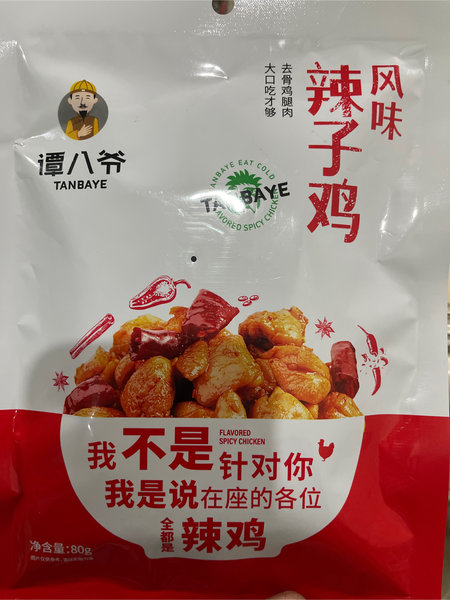 谭八爷
TANBAYE
风味
辣子鸡
去骨鸡腿肉
大口吃才够
TANBAYE EAT COLD
TANBAYE
FLAVORED SPICY CHICKEN
FLAVORED
SPICY CHICKEN
我不是针对你
我是说在座的各位
全都是辣鸡
净含量:80g